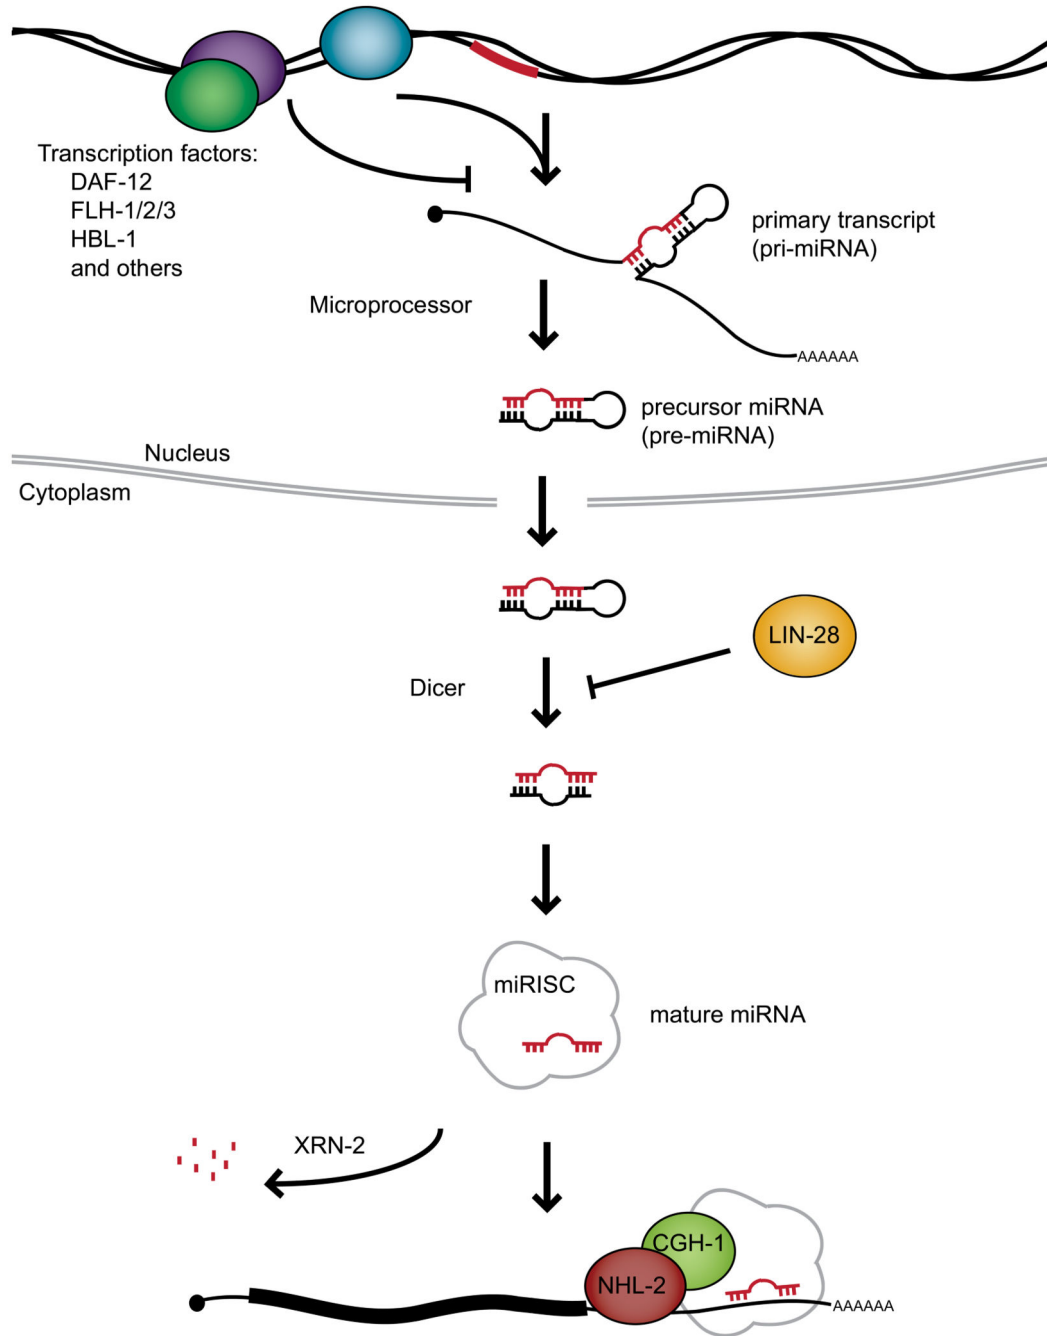 Transcription factors:
DAF-12
FLH-1/2/3
HBL-1
and others
primary transcript
(pri-miRNA)
Microprocessor
AAAAAA
precursor miRNA
(pre-miRNA)
Nucleus
Cytoplasm
LIN-28
Dicer
miRISC
mature miRNA
XRN-2
CGH-1
NHL-2
AAAAAA